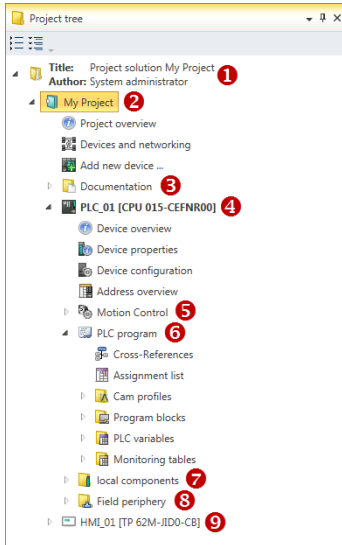 Project tree
Title: Project solution My Project 1
Author: System administrator
My Project 2
Project overview
Devices and networking
Add new device ...
Documentation 3
PLC_01 [CPU 015-CEFNR00] 4
Device overview
Device properties
Device configuration
Address overview
Motion Control 5
PLC program 6
Cross-References
Assignment list
Cam profiles
Program blocks
PLC variables
Monitoring tables
local components 7
Field periphery 8
HMI_01 [TP 62M-JID0-CB] 9